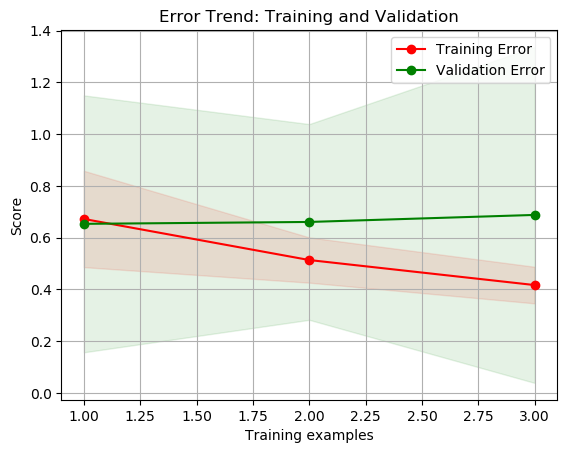 Error Trend: Training and Validation
1.4
1.2
1.0
0.8
0.6
0.4
0.2
0.0
Score
Training Error
Validation Error
1.00 1.25 1.50 1.75 2.00 2.25 2.50 2.75 3.00
Training examples